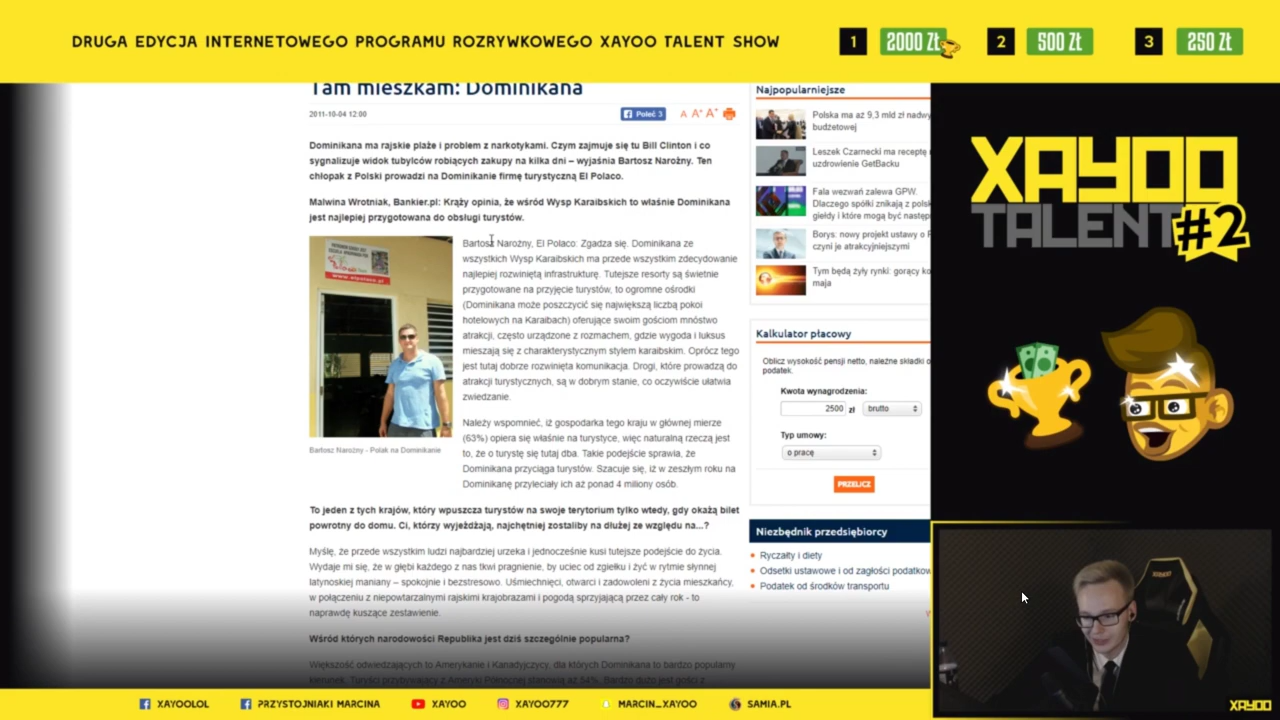 DRUGA EDYCJA INTERNETOWEGO PROGRAMU ROZRYWKOWEGO XAYOO TALENT SHOW
1 2000 Zł
2 500 Zł
3 250 Zł
Tam mieszkam: Dominikana
2011-10-04 12:00
Poleć 3
A A+ A+
Dominikana ma rajskie plaże i problem z narkotykami. Czym zajmuje się tu Bill Clinton i co
sygnalizuje widok tubylców robiących zakupy na kilka dni – wyjaśnia Bartosz Narożny. Ten
chłopak z Polski prowadzi na Dominikanie firmę turystyczną El Polaco.
Malwina Wrotniak, Bankier.pl: Krąży opinia, że wśród Wysp Karaibskich to właśnie Dominikana
jest najlepiej przygotowana do obsługi turystów.
Bartosz Narożny, El Polaco: Zgadza się. Dominikana ze
wszystkich Wysp Karaibskich ma przede wszystkim zdecydowanie
najlepiej rozwiniętą infrastrukturę. Tutejsze resorty są świetnie
przygotowane na przyjęcie turystów, to ogromne ośrodki
(Dominikana może poszczycić się największą liczbą pokoi
hotelowych na Karaibach) oferujące swoim gościom mnóstwo
atrakcji, często urządzone z rozmachem, gdzie wygoda i luksus
mieszają się z charakterystycznym stylem karaibskim. Oprócz tego
jest tutaj dobrze rozwinięta komunikacja. Drogi, które prowadzą do
atrakcji turystycznych, są w dobrym stanie, co oczywiście ułatwia
zwiedzanie.
Należy wspomnieć, iż gospodarka tego kraju w głównej mierze
(63%) opiera się właśnie na turystyce, więc naturalną rzeczą jest
to, że o turystę się tutaj dba. Takie podejście sprawia, że
Dominikana przyciąga turystów. Szacuje się, iż w zeszłym roku na
Dominikanę przyleciały ich aż ponad 4 miliony osób.
Bartosz Narożny - Polak na Dominikanie
To jeden z tych krajów, który wpuszcza turystów na swoje terytorium tylko wtedy, gdy okażą bilet
powrotny do domu. Ci, którzy wyjeżdżają, najchętniej zostaliby na dłużej ze względu na...?
Myślę, że przede wszystkim ludzi najbardziej urzeka i jednocześnie kusi tutejsze podejście do życia.
Wydaje mi się, że w głębi każdego z nas tkwi pragnienie, by uciec od zgiełku i żyć w rytmie słynnej
latynoskiej maniany – spokojnie i bezstresowo. Uśmiechnięci, otwarci i zadowoleni z życia mieszkańcy,
w połączeniu z niepowtarzalnymi rajskimi krajobrazami i pogodą sprzyjającą przez cały rok - to
naprawdę kuszące zestawienie.
Wśród których narodowości Republika jest dziś szczególnie popularna?
Większość odwiedzających to Amerykanie i Kanadyjczycy, dla których Dominikana to bardzo popularny
kierunek. Turyści przybywający z Ameryki Północnej stanowią aż 54%. Bardzo dużo jest gości z
Najpopularniejsze
Polska ma aż 9,3 mld zł nadwy
budżetowej
Leszek Czarnecki ma receptę
uzdrowienie GetBacku
Fala wezwań zalewa GPW.
Dlaczego spółki znikają z polsk
giełdy i które mogą być następ
Borys: nowy projekt ustawy o
czyni je atrakcyjniejszymi
Tym będą żyły rynki: gorący ko
maja
Kalkulator płacowy
Oblicz wysokość pensji netto, należne składki
podatek.
Kwota wynagrodzenia:
2500 zł brutto
Typ umowy:
o pracę
PRZELICZ
Niezbędnik przedsiębiorcy
Ryczałty i diety
Odsetki ustawowe i od zagłości podatkow
Podatek od środków transportu
XAYOO
TALENT #2
XAYOO
XAYOOLOL
PRZYSTOJNIAKI MARCINA
XAYOO
XAYOO777
MARCIN_XAYOO
SAMIA.PL